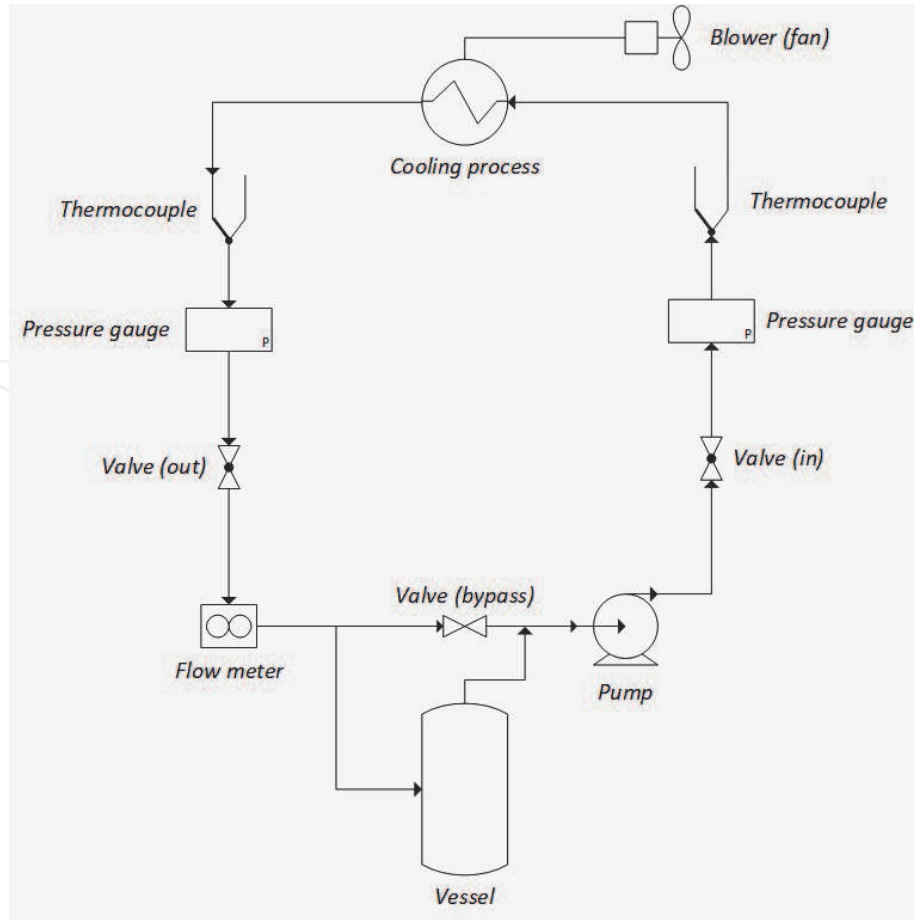 Blower (fan)
Cooling process
Thermocouple
Thermocouple
Pressure gauge
P
P
Pressure gauge
Valve (out)
Valve (in)
Valve (bypass)
Flow meter
Pump
Vessel